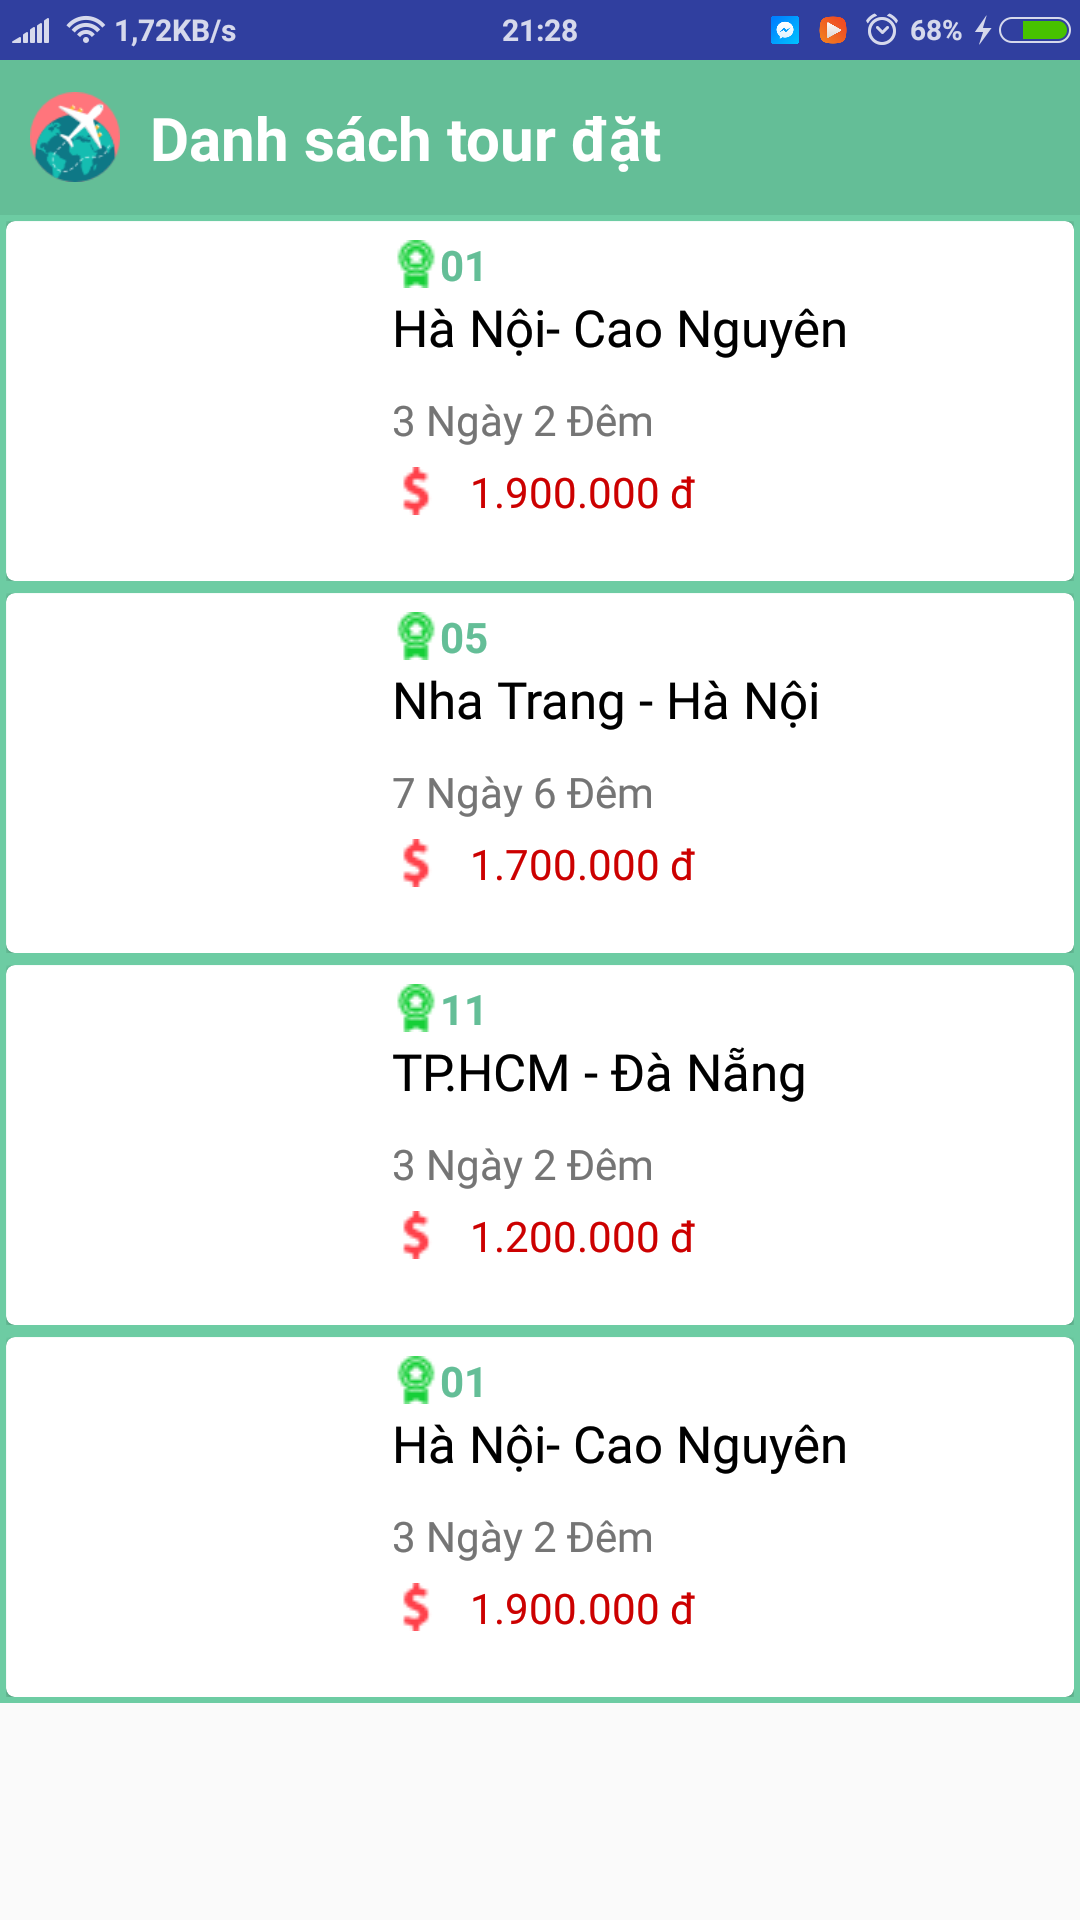 1,72KB/s 21:28 68%
Danh sách tour đặt
01
Hà Nội- Cao Nguyên
3 Ngày 2 Đêm
$ 1.900.000 đ
05
Nha Trang - Hà Nội
7 Ngày 6 Đêm
$ 1.700.000 đ
11
TP.HCM - Đà Nẵng
3 Ngày 2 Đêm
$ 1.200.000 đ
01
Hà Nội- Cao Nguyên
3 Ngày 2 Đêm
$ 1.900.000 đ